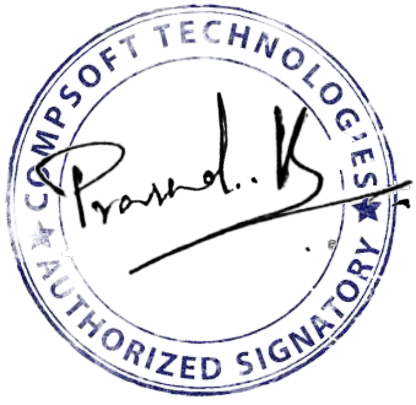 COMPSOFT TECHNOLOGIES
Prasad..K
AUTHORIZED SIGNATORY